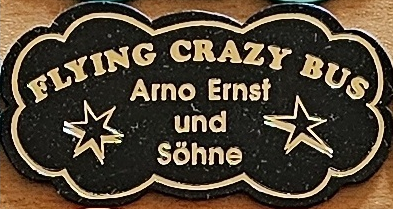 FLYING CRAZY BUS
Arno Ernst
und
Söhne